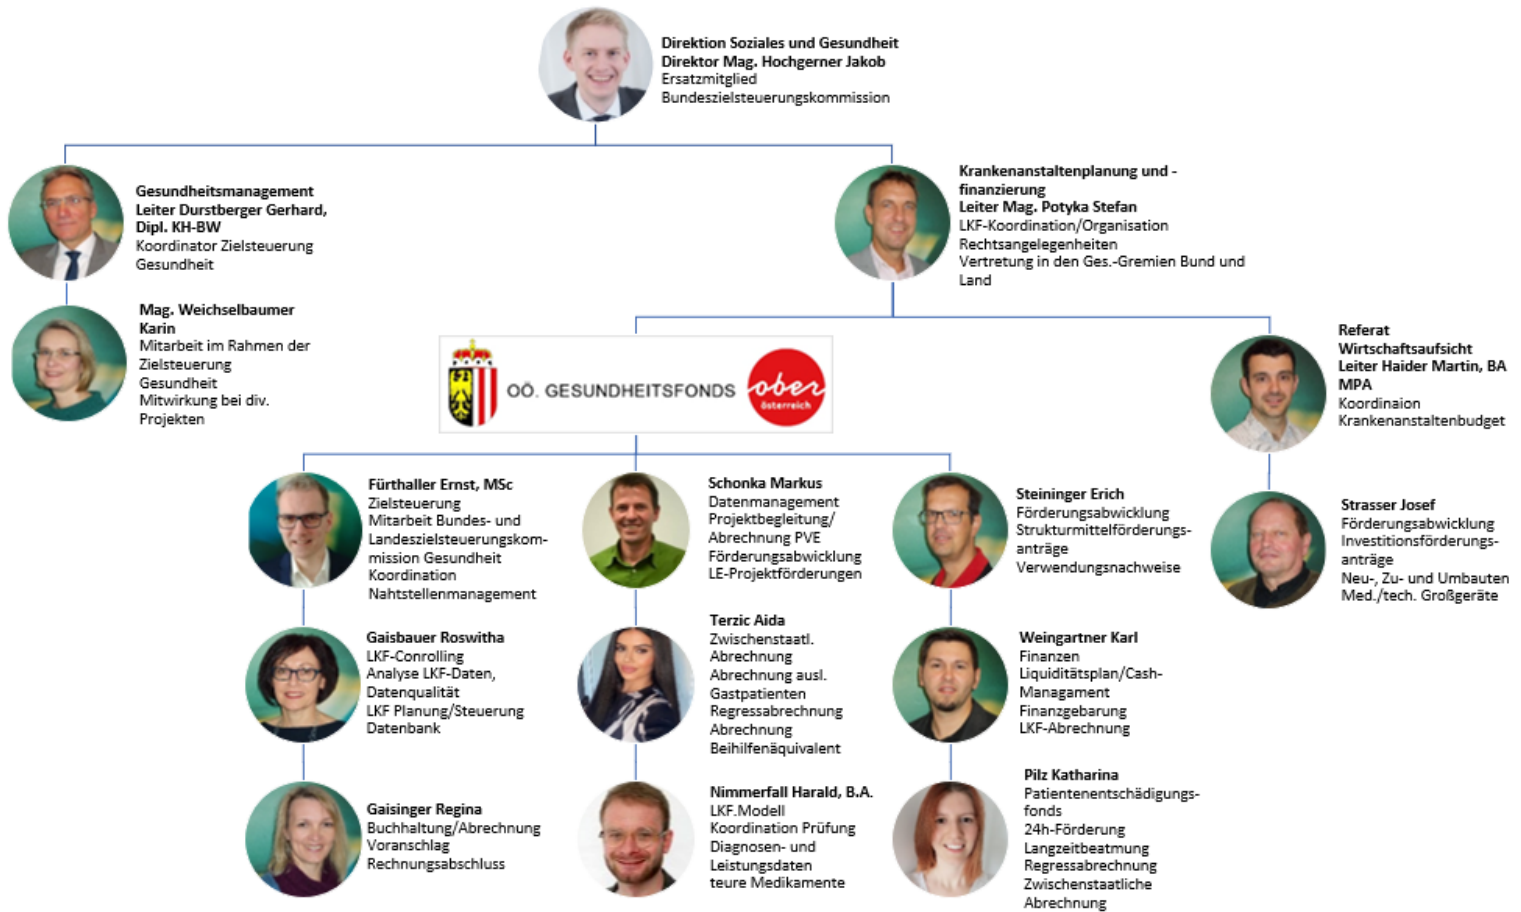 Direktion Soziales und Gesundheit
Direktor Mag. Hochgerner Jakob
Ersatzmitglied
Bundeszielsteuerungskommission
Gesundheitsmanagement
Leiter Durstberger Gerhard,
Dipl. KH-BW
Koordinator Zielsteuerung
Gesundheit
Krankenanstaltenplanung und -
finanzierung
Leiter Mag. Potyka Stefan
LKF-Koordination/Organisation
Rechtsangelegenheiten
Vertretung in den Ges.-Gremien Bund und
Land
Mag. Weichselbaumer
Karin
Mitarbeit im Rahmen der
Zielsteuerung
Gesundheit
Mitwirkung bei div.
Projekten
OÖ. GESUNDHEITSFONDS
ober
österreich
Referat
Wirtschaftsaufsicht
Leiter Haider Martin, BA
MPA
Koordinaion
Krankenanstaltenbudget
Fürthaller Ernst, MSc
Zielsteuerung
Mitarbeit Bundes- und
Landeszielsteuerungskom-
mission Gesundheit
Koordination
Nahtstellenmanagement
Schonka Markus
Datenmanagement
Projektbegleitung/
Abrechnung PVE
Förderungsabwicklung
LE-Projektförderungen
Steininger Erich
Förderungsabwicklung
Strukturmittelförderungs-
anträge
Verwendungsnachweise
Strasser Josef
Förderungsabwicklung
Investitionsförderungs-
anträge
Neu-, Zu- und Umbauten
Med./tech. Großgeräte
Gaisbauer Roswitha
LKF-Conrolling
Analyse LKF-Daten,
Datenqualität
LKF Planung/Steuerung
Datenbank
Terzic Aida
Zwischenstaatl.
Abrechnung
Abrechnung ausl.
Gastpatienten
Regressabrechnung
Abrechnung
Beihilfenäquivalent
Weingartner Karl
Finanzen
Liquiditätsplan/Cash-
Managament
Finanzgebarung
LKF-Abrechnung
Gaisinger Regina
Buchhaltung/Abrechnung
Voranschlag
Rechnungsabschluss
Nimmerfall Harald, B.A.
LKF.Modell
Koordination Prüfung
Diagnosen- und
Leistungsdaten
teure Medikamente
Pilz Katharina
Patientenentschädigungs-
fonds
24h-Förderung
Langzeitbeatmung
Regressabrechnung
Zwischenstaatliche
Abrechnung